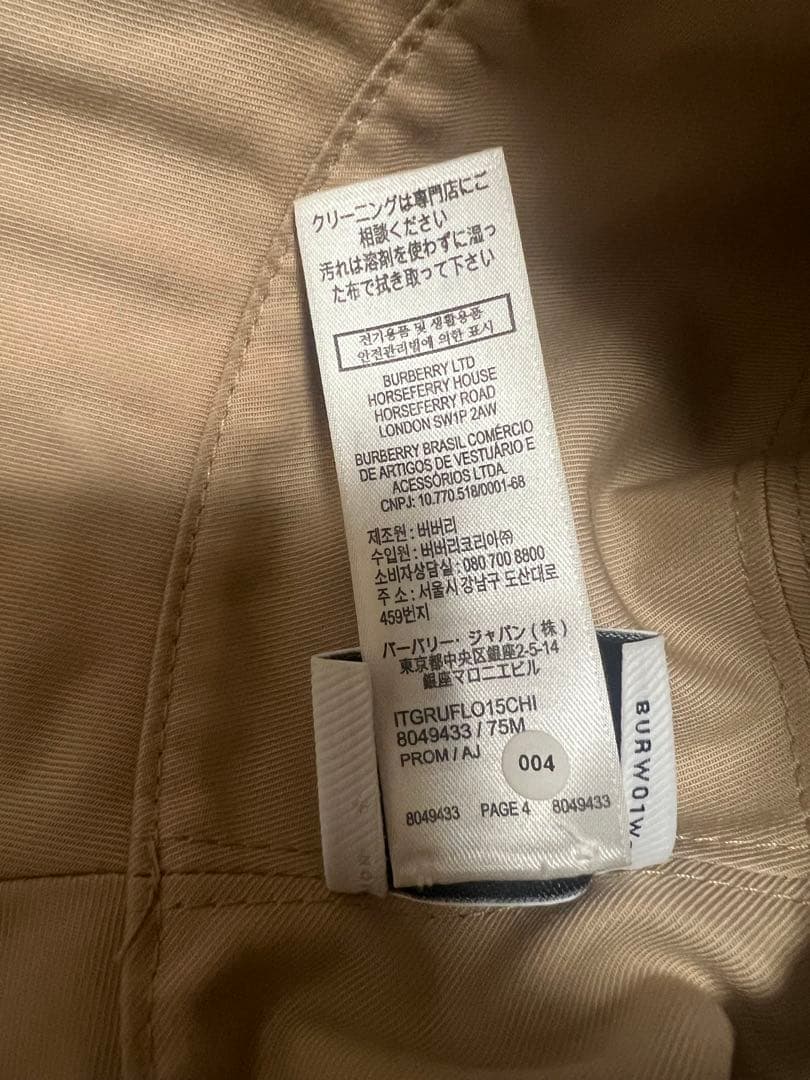 クリーニングは専門店にご
相談ください
汚れは溶剤を使わずに湿っ
た布で拭き取って下さい
전기용품 및 생활용품
안전관리법에 의한 표시
BURBERRY LTD
HORSEFERRY HOUSE
HORSEFERRY ROAD
LONDON SW1P 2AW
BURBERRY BRASIL COMÉRCIO
DE ARTIGOS DE VESTUÁRIO E
ACESSÓRIOS LTDA.
CNPJ: 10.770.518/0001-68
제조원 : 버버리
수입원 : 버버리코리아㈜
소비자상담실 : 080 700 8800
주 소 : 서울시 강남구 도산대로
459번지
バーバリー・ジャパン (株)
東京都中央区銀座2-5-14
銀座マロニエビル
ITGRUFLO15CHI
8049433 / 75M
PROM / AJ
004
8049433 PAGE 4 8049433
BURW01W